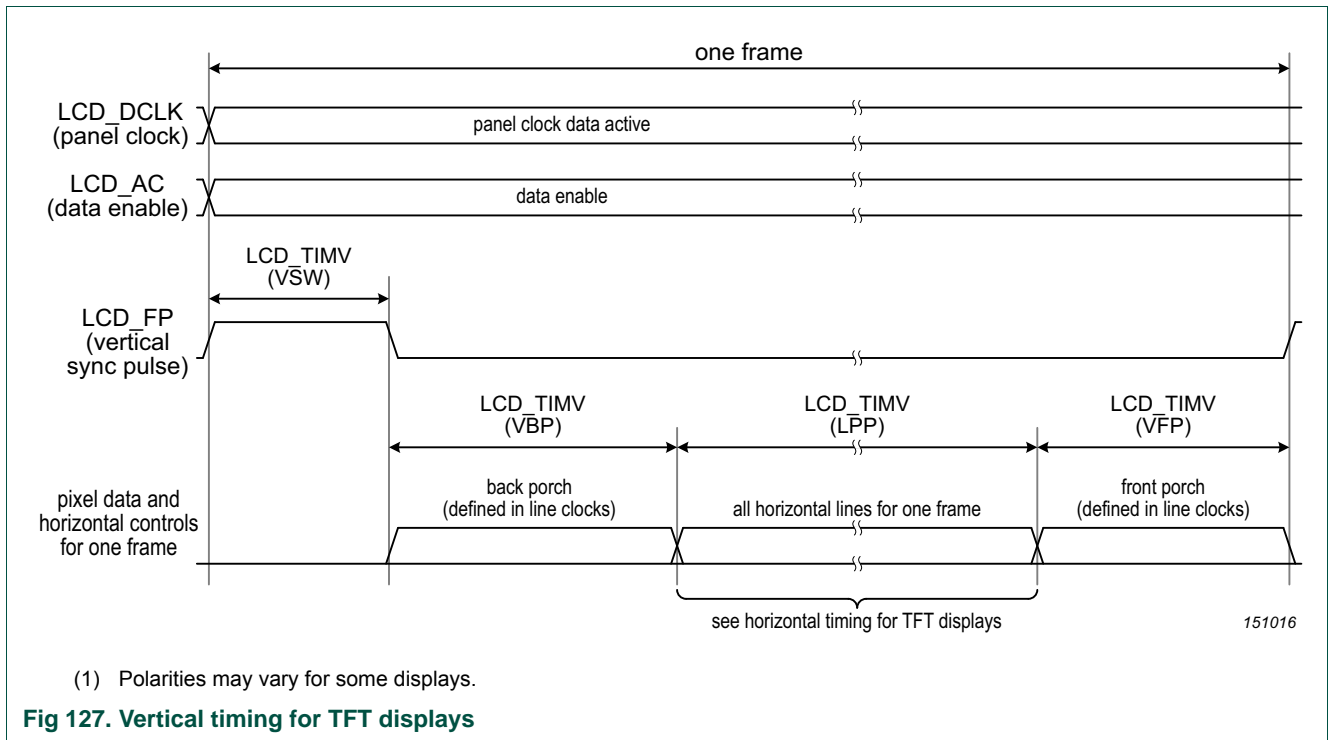 one frame
LCD_DCLK
(panel clock)
panel clock data active
LCD_AC
(data enable)
data enable
LCD_TIMV
(VSW)
LCD_FP
(vertical
sync pulse)
LCD_TIMV
(VBP)
LCD_TIMV
(LPP)
LCD_TIMV
(VFP)
pixel data and
horizontal controls
for one frame
back porch
(defined in line clocks)
all horizontal lines for one frame
front porch
(defined in line clocks)
see horizontal timing for TFT displays
151016
(1) Polarities may vary for some displays.
Fig 127. Vertical timing for TFT displays